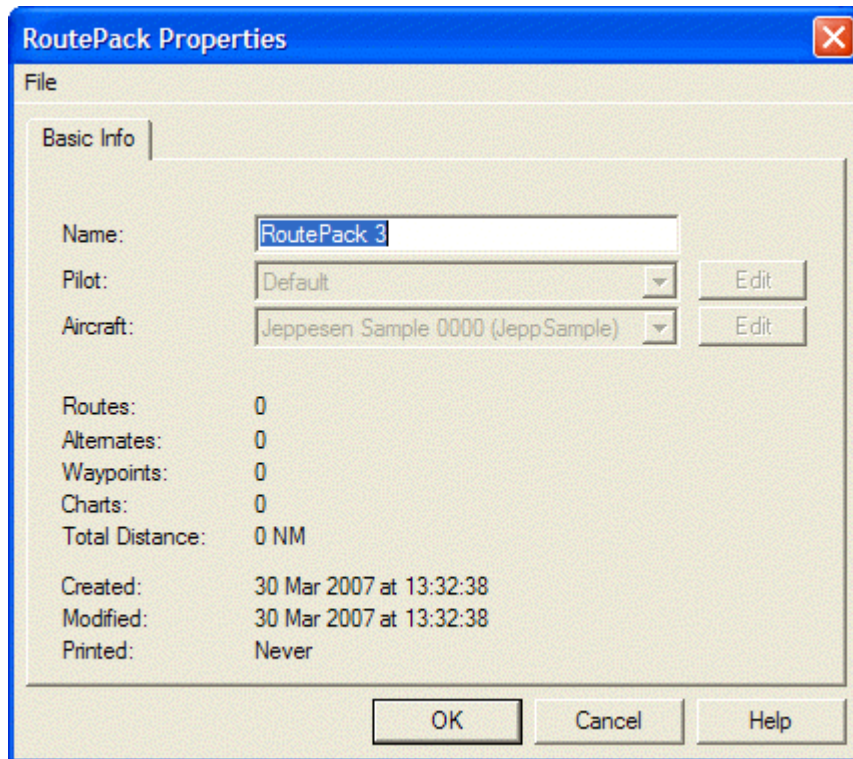 RoutePack Properties
File
Basic Info
Name: RoutePack 3
Pilot: Default Edit
Aircraft: Jeppesen Sample 0000 (JeppSample) Edit
Routes: 0
Alternates: 0
Waypoints: 0
Charts: 0
Total Distance: 0 NM
Created: 30 Mar 2007 at 13:32:38
Modified: 30 Mar 2007 at 13:32:38
Printed: Never
OK Cancel Help